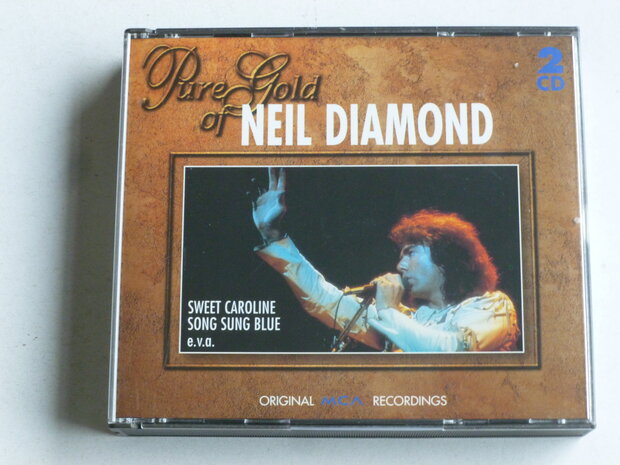 Pure Gold
of NEIL DIAMOND
2
CD
SWEET CAROLINE
SONG SUNG BLUE
e.v.a.
ORIGINAL MCA RECORDINGS